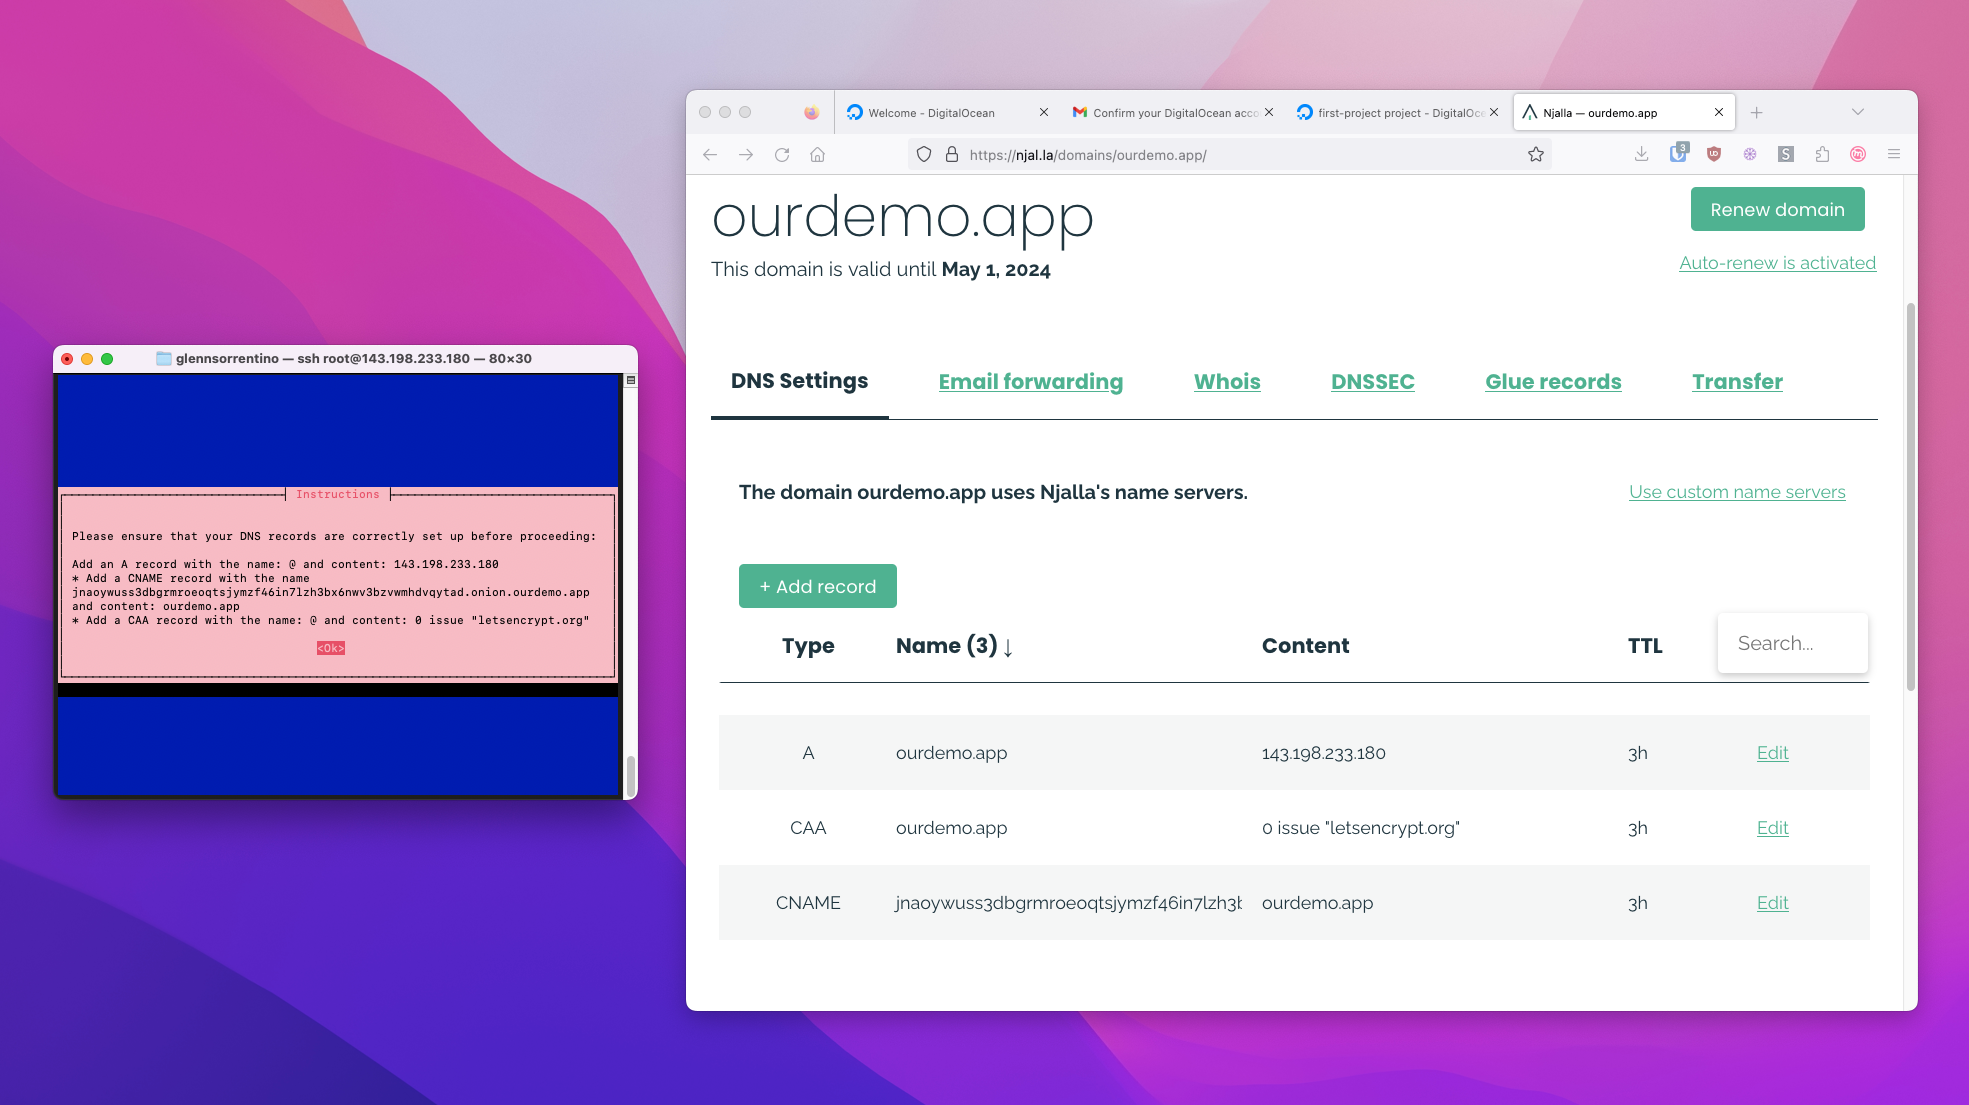 glennsorrentino — ssh root@143.198.233.180 — 80×30
Instructions
Please ensure that your DNS records are correctly set up before proceeding:
Add an A record with the name: @ and content: 143.198.233.180
* Add a CNAME record with the name
jnaoywuss3dbgrmroeoqtsjymzf46in7lzh3bx6nwv3bzvwmhdvqytad.onion.ourdemo.app
and content: ourdemo.app
* Add a CAA record with the name: @ and content: 0 issue "letsencrypt.org"
<Ok>
Welcome - DigitalOcean
Confirm your DigitalOcean acco
first-project project - DigitalOce
Njalla — ourdemo.app
https://njal.la/domains/ourdemo.app/
3
S
ourdemo.app
Renew domain
This domain is valid until May 1, 2024
Auto-renew is activated
DNS Settings Email forwarding Whois DNSSEC Glue records Transfer
The domain ourdemo.app uses Njalla's name servers.
Use custom name servers
+ Add record
Type Name (3) ↓ Content TTL Search...
A ourdemo.app 143.198.233.180 3h Edit
CAA ourdemo.app 0 issue "letsencrypt.org" 3h Edit
CNAME jnaoywuss3dbgrmroeoqtsjymzf46in7lzh3b ourdemo.app 3h Edit